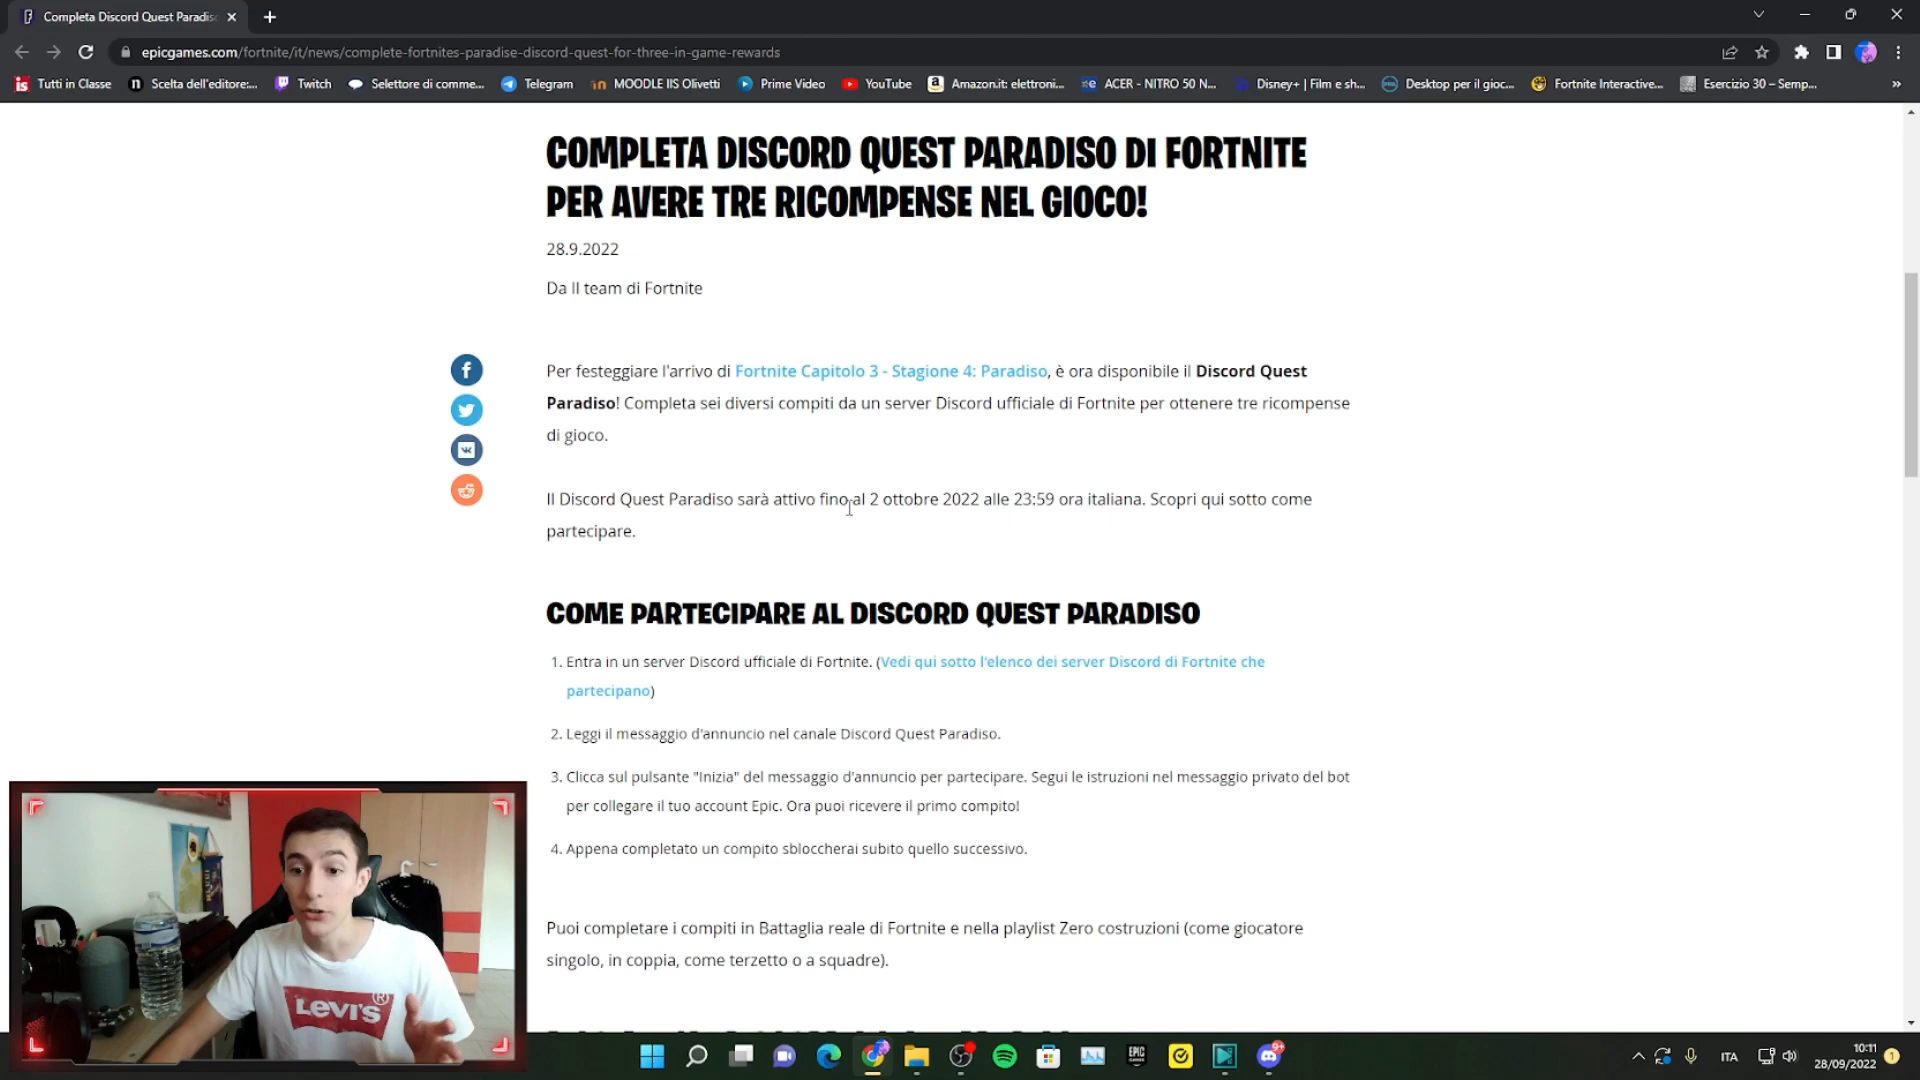 Completa Discord Quest Paradiso
epicgames.com/fortnite/it/news/complete-fortnites-paradise-discord-quest-for-three-in-game-rewards
Tutti in Classe
Scelta dell'editore:...
Twitch
Selettore di comme...
Telegram
MOODLE IIS Olivetti
Prime Video
YouTube
Amazon.it: elettroni...
ACER - NITRO 50 N...
Disney+ | Film e sh...
Desktop per il gioc...
Fortnite Interactive...
Esercizio 30 – Semp...
COMPLETA DISCORD QUEST PARADISO DI FORTNITE
PER AVERE TRE RICOMPENSE NEL GIOCO!
28.9.2022
Da Il team di Fortnite
Per festeggiare l'arrivo di Fortnite Capitolo 3 - Stagione 4: Paradiso, è ora disponibile il Discord Quest
Paradiso! Completa sei diversi compiti da un server Discord ufficiale di Fortnite per ottenere tre ricompense
di gioco.
Il Discord Quest Paradiso sarà attivo fino al 2 ottobre 2022 alle 23:59 ora italiana. Scopri qui sotto come
partecipare.
COME PARTECIPARE AL DISCORD QUEST PARADISO
1. Entra in un server Discord ufficiale di Fortnite. (Vedi qui sotto l'elenco dei server Discord di Fortnite che
partecipano)
2. Leggi il messaggio d'annuncio nel canale Discord Quest Paradiso.
3. Clicca sul pulsante "Inizia" del messaggio d'annuncio per partecipare. Segui le istruzioni nel messaggio privato del bot
per collegare il tuo account Epic. Ora puoi ricevere il primo compito!
4. Appena completato un compito sbloccherai subito quello successivo.
Puoi completare i compiti in Battaglia reale di Fortnite e nella playlist Zero costruzioni (come giocatore
singolo, in coppia, come terzetto o a squadre).
LEVI'S
EPIC
9+
ITA
10:11
28/09/2022
1